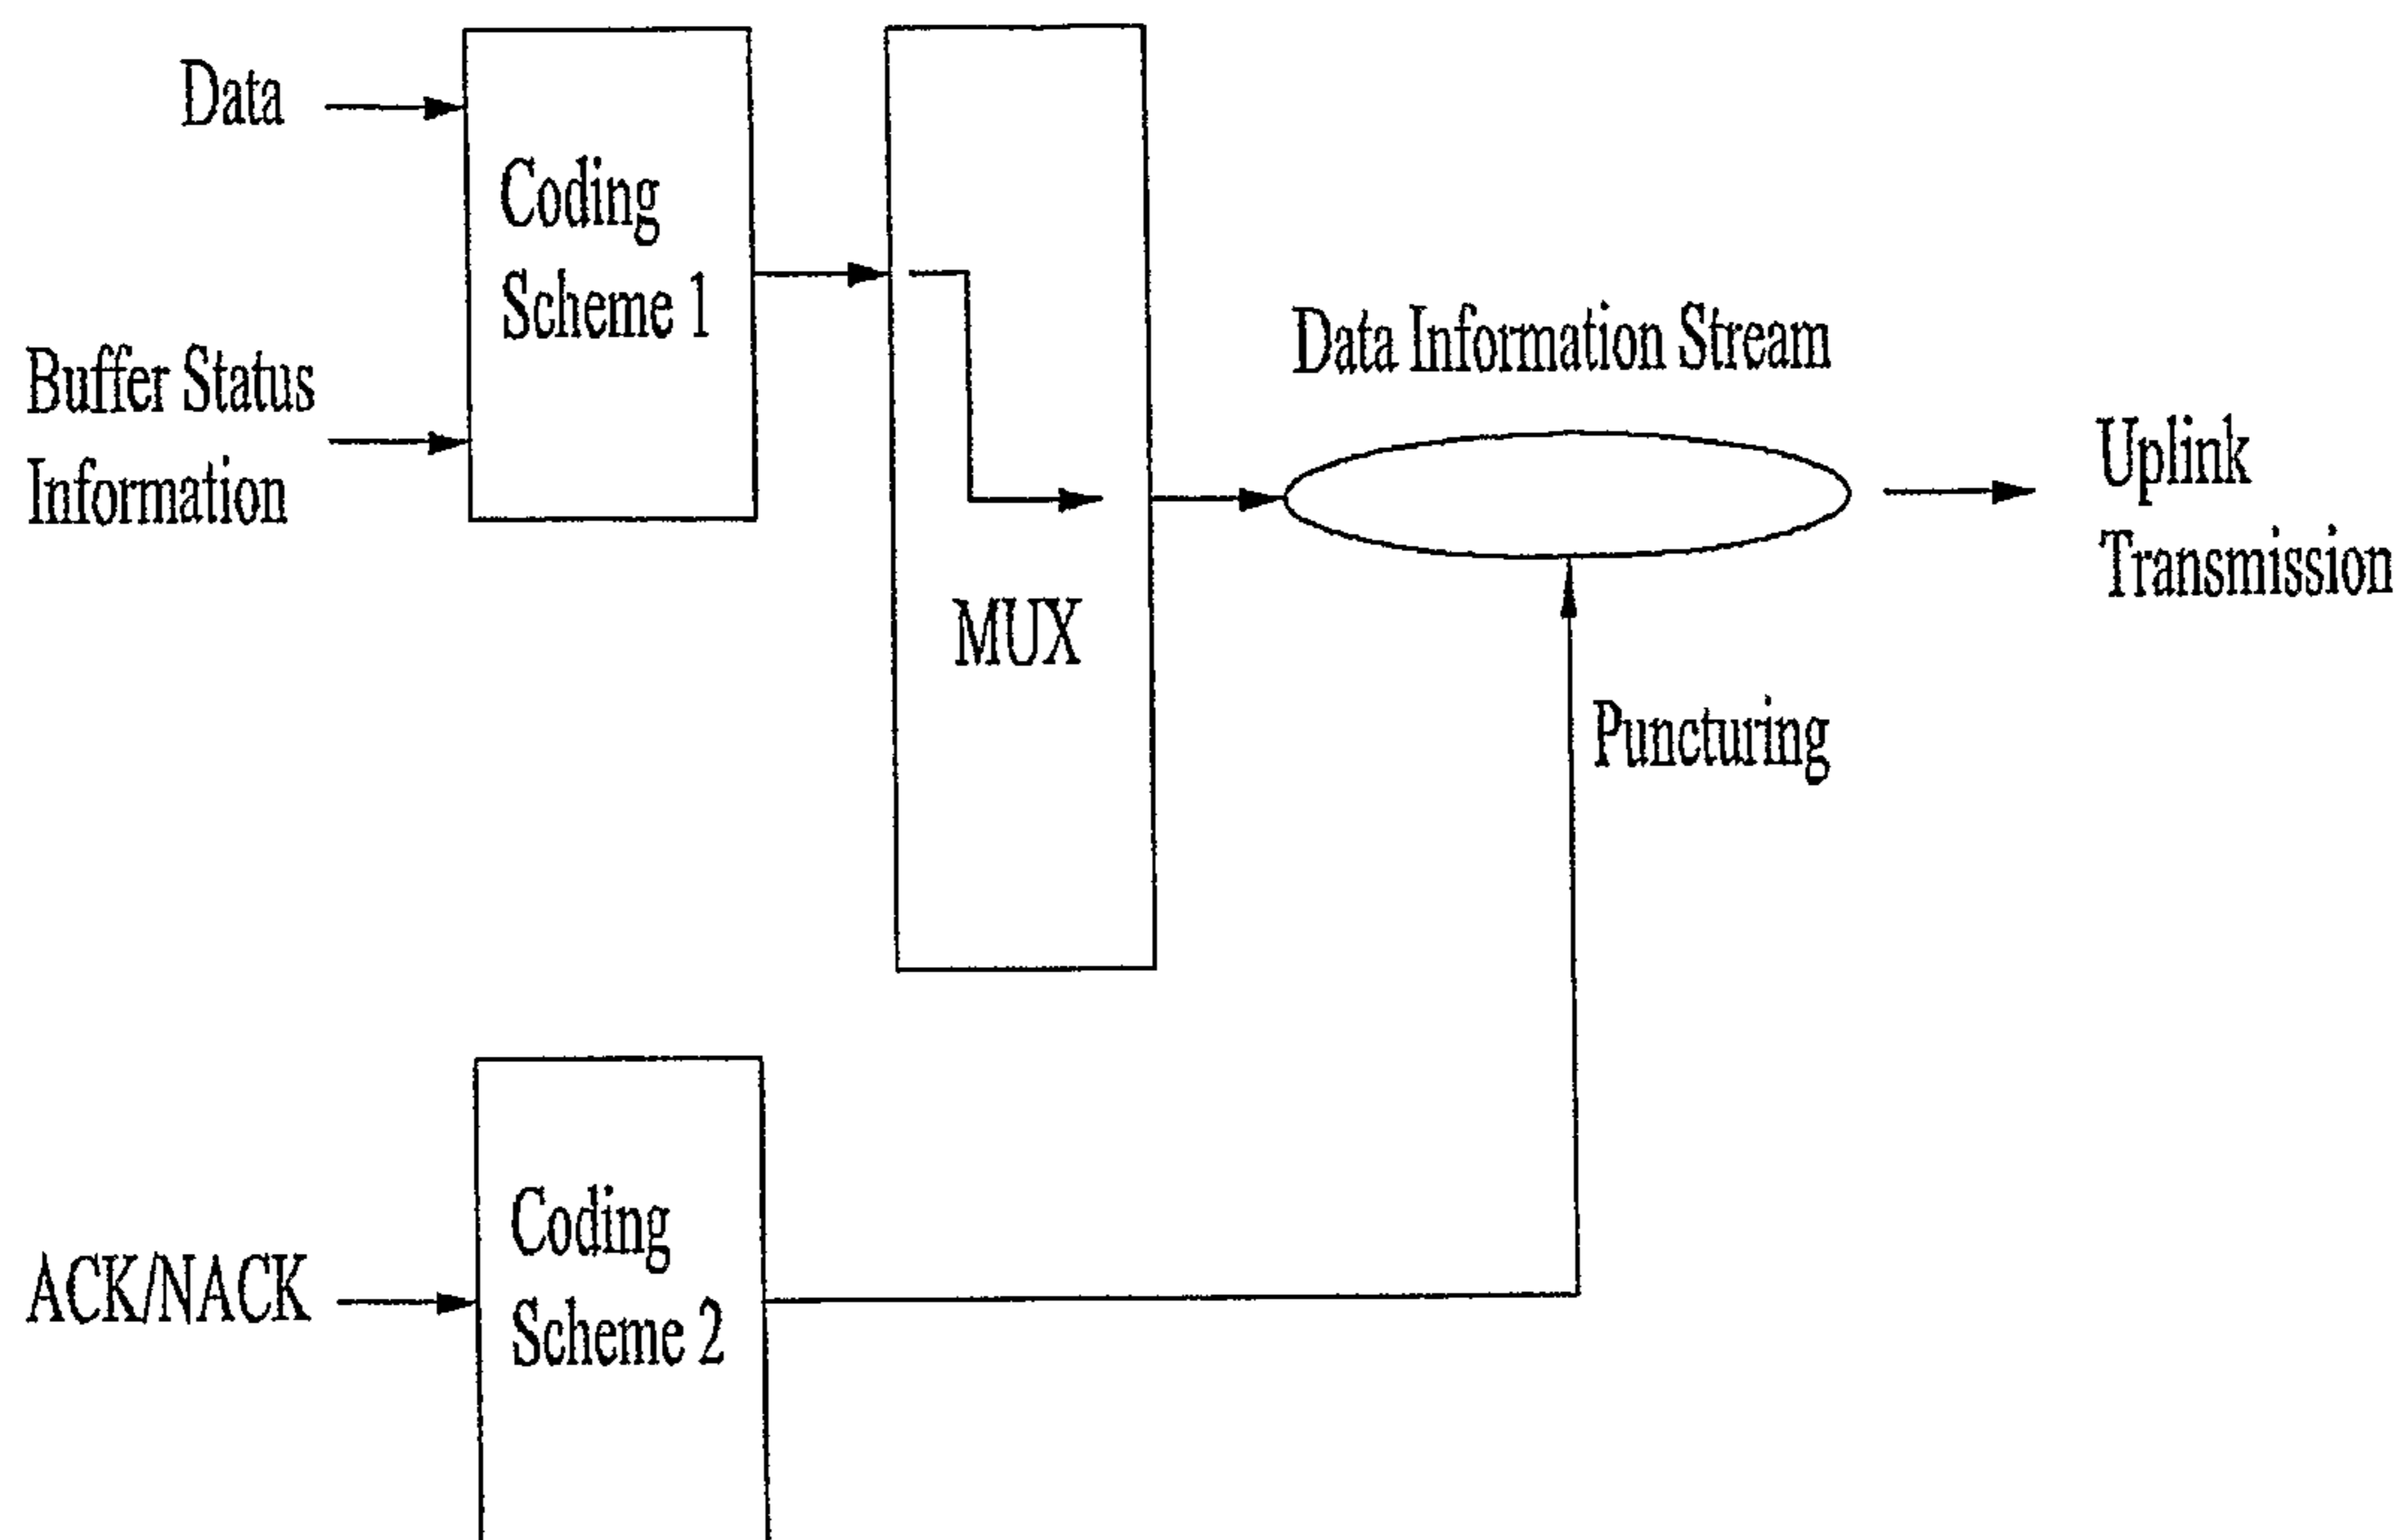 Data
Coding
Scheme 1
Buffer Status
Information
MUX
Data Information Stream
Uplink
Transmission
Puncturing
ACK/NACK
Coding
Scheme 2